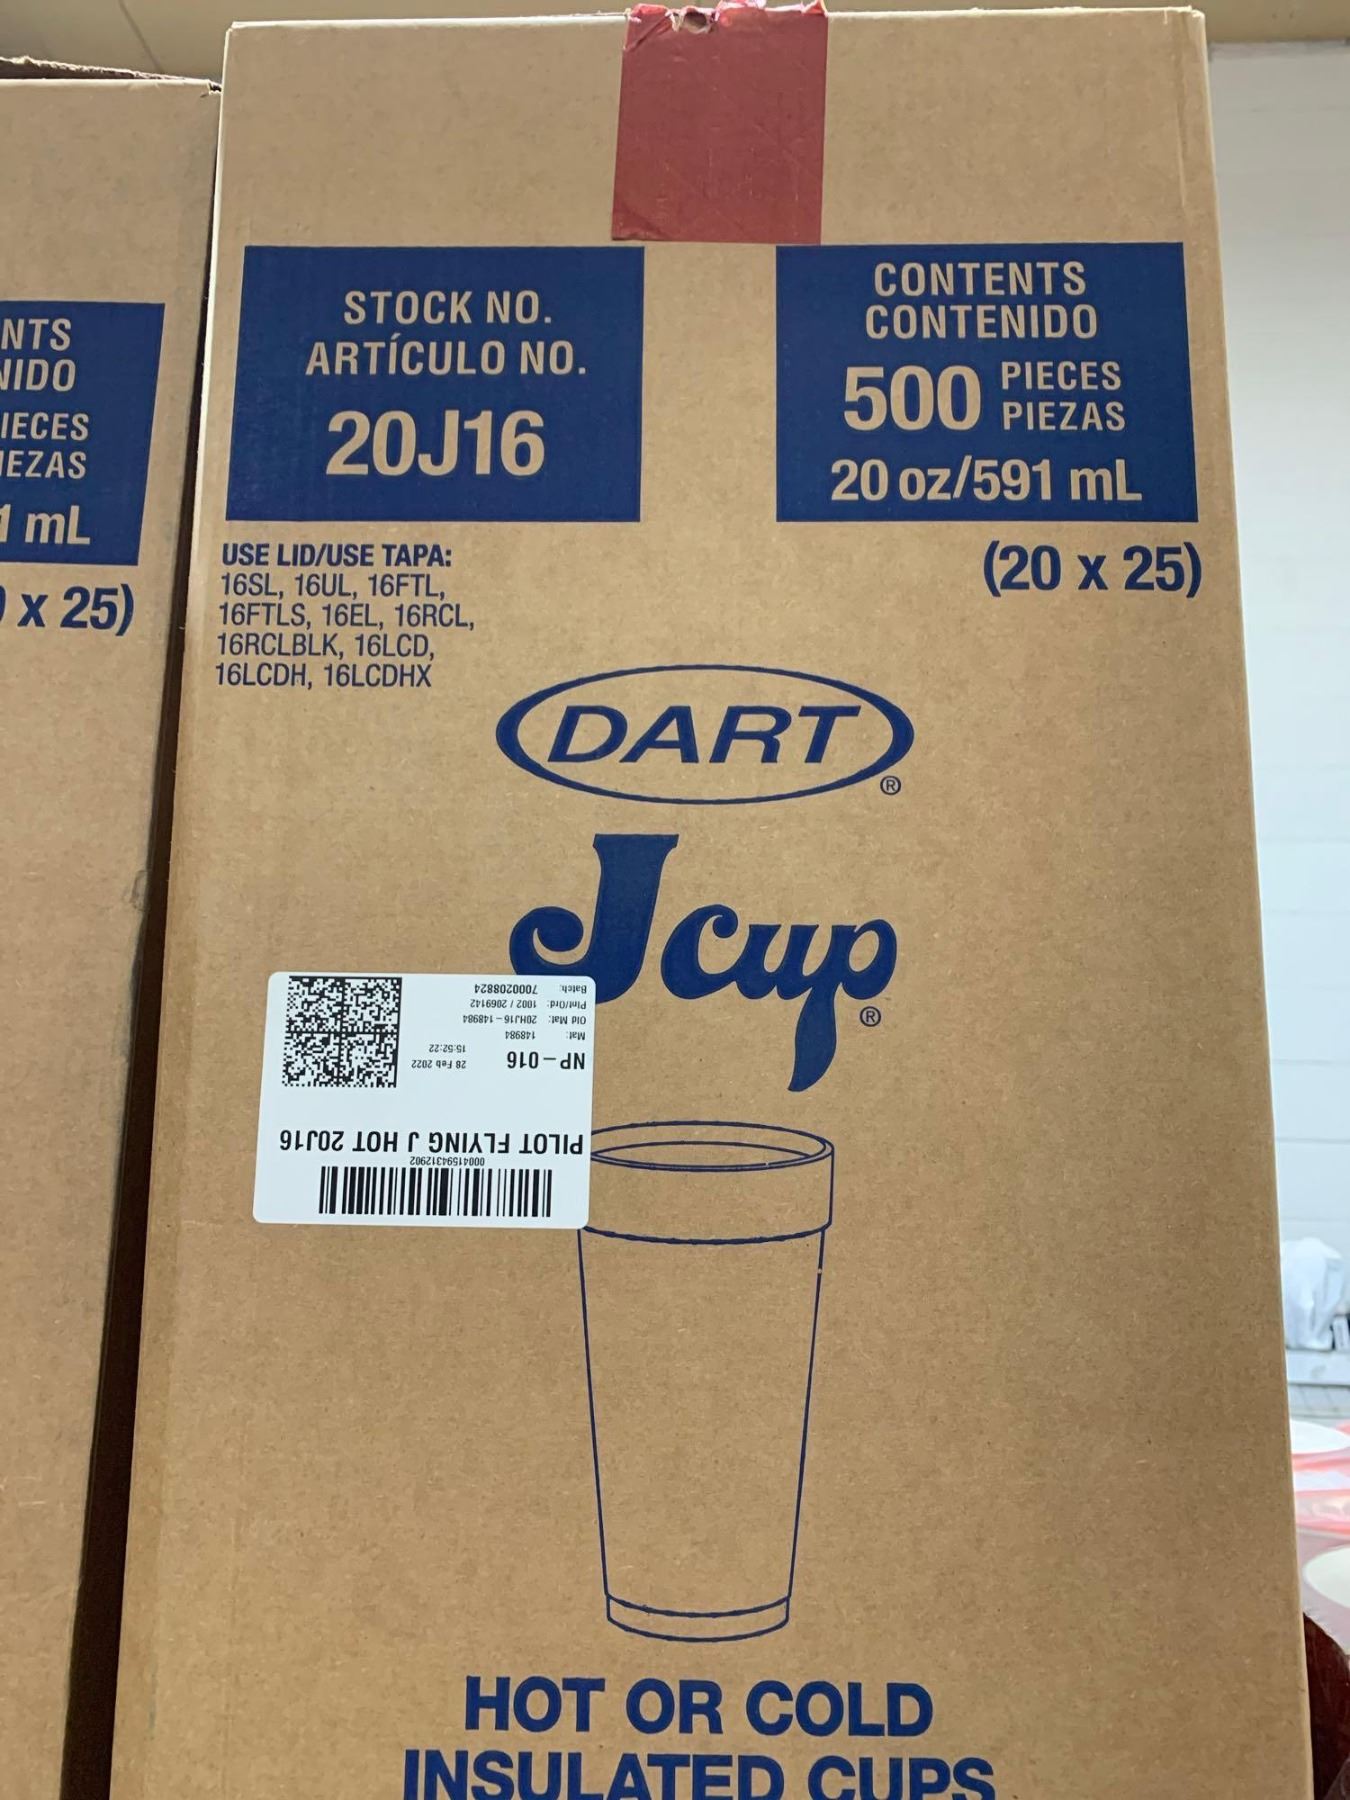 NTS
NIDO
IECES
IEZAS
1 mL
x 25)
STOCK NO.
ARTÍCULO NO.
20J16
CONTENTS
CONTENIDO
500 PIECES
PIEZAS
20 oz/591 mL
(20 x 25)
USE LID/USE TAPA:
16SL, 16UL, 16FTL,
16FTLS, 16EL, 16RCL,
16RCLBLK, 16LCD,
16LCDH, 16LCDHX
DART®
J cup®
00041594312902
PILOT FLYING J HOT 20J16
NP-016 28 Feb 2022
15:52:22
Mat: 148984
Old Mat: 20HJ16-148984
Plnt/Ord: 1002 / 2069142
Batch: 7000208824
HOT OR COLD
INSULATED CUPS